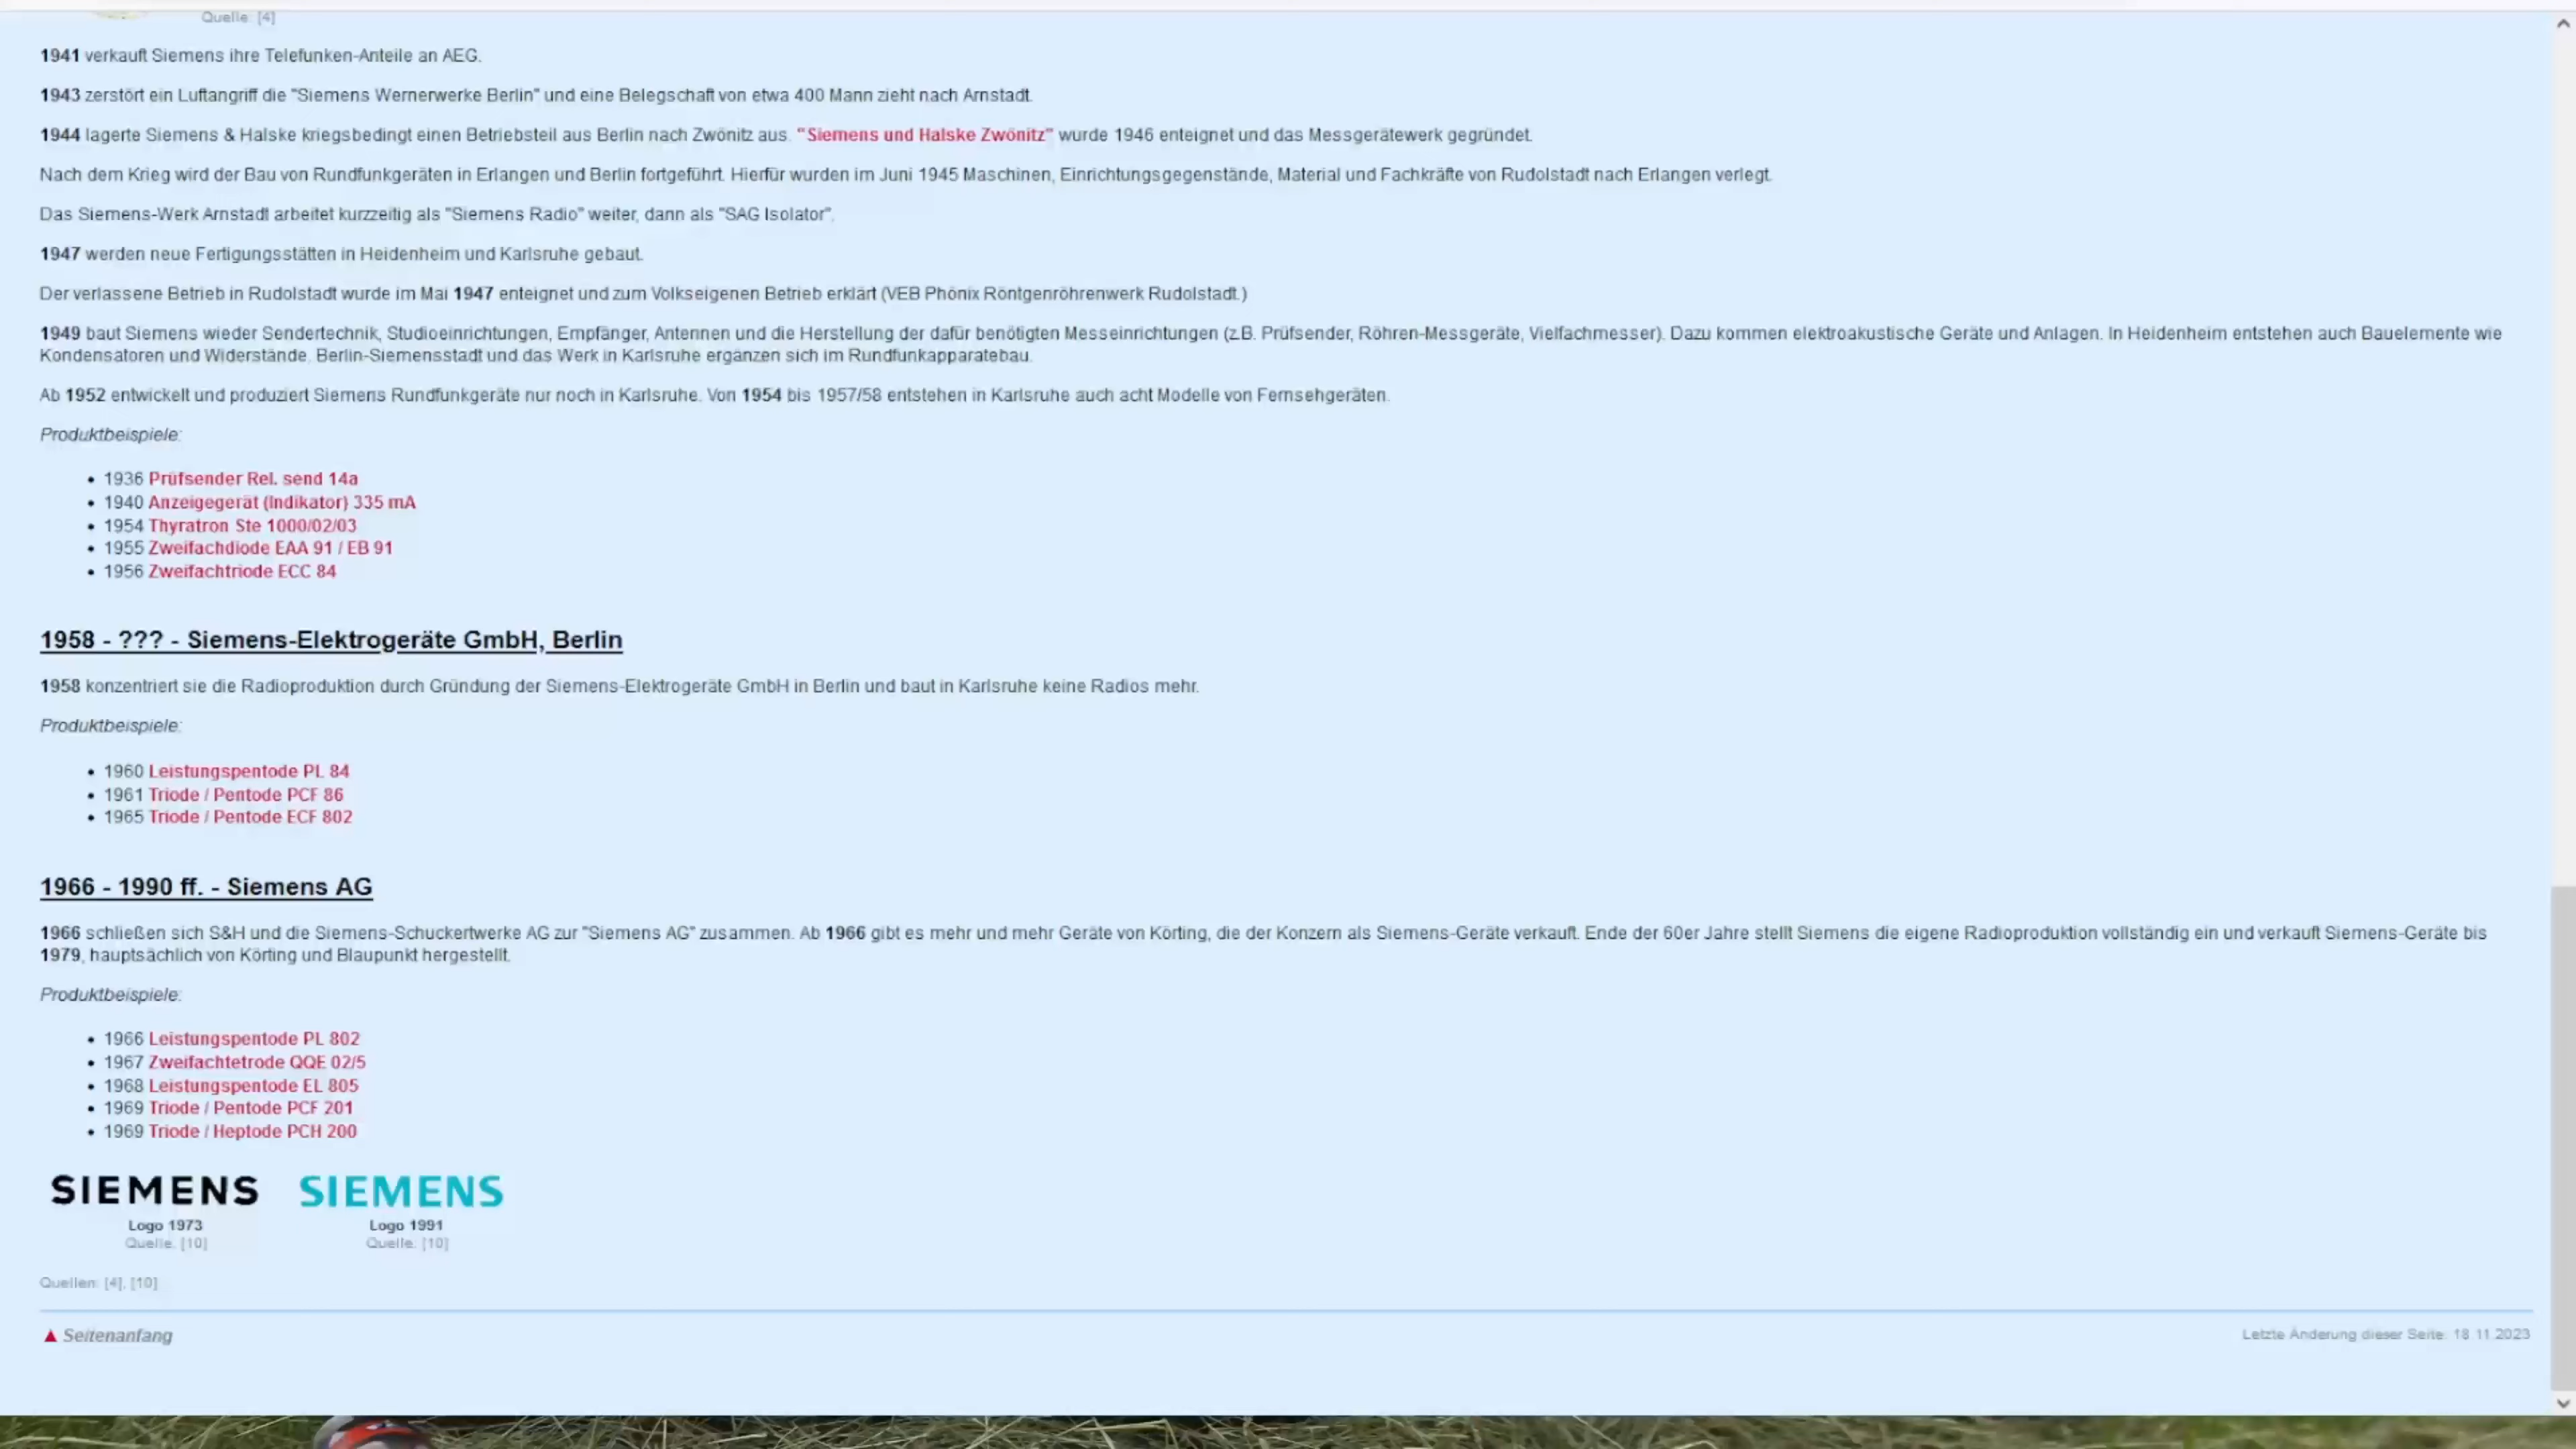 Quelle: [4]
1941 verkauft Siemens ihre Telefunken-Anteile an AEG.
1943 zerstört ein Luftangriff die "Siemens Wernerwerke Berlin" und eine Belegschaft von etwa 400 Mann zieht nach Arnstadt.
1944 lagerte Siemens & Halske kriegsbedingt einen Betriebsteil aus Berlin nach Zwönitz aus. "Siemens und Halske Zwönitz" wurde 1946 enteignet und das Messgerätewerk gegründet.
Nach dem Krieg wird der Bau von Rundfunkgeräten in Erlangen und Berlin fortgeführt. Hierfür wurden im Juni 1945 Maschinen, Einrichtungsgegenstände, Material und Fachkräfte von Rudolstadt nach Erlangen verlegt.
Das Siemens-Werk Arnstadt arbeitet kurzzeitig als "Siemens Radio" weiter, dann als "SAG Isolator".
1947 werden neue Fertigungsstätten in Heidenheim und Karlsruhe gebaut.
Der verlassene Betrieb in Rudolstadt wurde im Mai 1947 enteignet und zum Volkseigenen Betrieb erklärt (VEB Phönix Röntgenröhrenwerk Rudolstadt.)
1949 baut Siemens wieder Sendertechnik, Studioeinrichtungen, Empfänger, Antennen und die Herstellung der dafür benötigten Messeinrichtungen (z.B. Prüfsender, Röhren-Messgeräte, Vielfachmesser). Dazu kommen elektroakustische Geräte und Anlagen. In Heidenheim entstehen auch Bauelemente wie
Kondensatoren und Widerstände. Berlin-Siemensstadt und das Werk in Karlsruhe ergänzen sich im Rundfunkapparatebau.
Ab 1952 entwickelt und produziert Siemens Rundfunkgeräte nur noch in Karlsruhe. Von 1954 bis 1957/58 entstehen in Karlsruhe auch acht Modelle von Fernsehgeräten.
Produktbeispiele:
• 1936 Prüfsender Rel. send 14a
• 1940 Anzeigegerät (Indikator) 335 mA
• 1954 Thyratron Ste 1000/02/03
• 1955 Zweifachdiode EAA 91 / EB 91
• 1956 Zweifachtriode ECC 84
1958 - ??? - Siemens-Elektrogeräte GmbH, Berlin
1958 konzentriert sie die Radioproduktion durch Gründung der Siemens-Elektrogeräte GmbH in Berlin und baut in Karlsruhe keine Radios mehr.
Produktbeispiele:
• 1960 Leistungspentode PL 84
• 1961 Triode / Pentode PCF 86
• 1965 Triode / Pentode ECF 802
1966 - 1990 ff. - Siemens AG
1966 schließen sich S&H und die Siemens-Schuckertwerke AG zur "Siemens AG" zusammen. Ab 1966 gibt es mehr und mehr Geräte von Körting, die der Konzern als Siemens-Geräte verkauft. Ende der 60er Jahre stellt Siemens die eigene Radioproduktion vollständig ein und verkauft Siemens-Geräte bis
1979, hauptsächlich von Körting und Blaupunkt hergestellt.
Produktbeispiele:
• 1966 Leistungspentode PL 802
• 1967 Zweifachtetrode QQE 02/5
• 1968 Leistungspentode EL 805
• 1969 Triode / Pentode PCF 201
• 1969 Triode / Heptode PCH 200
SIEMENS SIEMENS
Logo 1973 Logo 1991
Quelle: [10] Quelle: [10]
Quellen: [4], [10]
▲ Seitenanfang Letzte Änderung dieser Seite: 18.11.2023